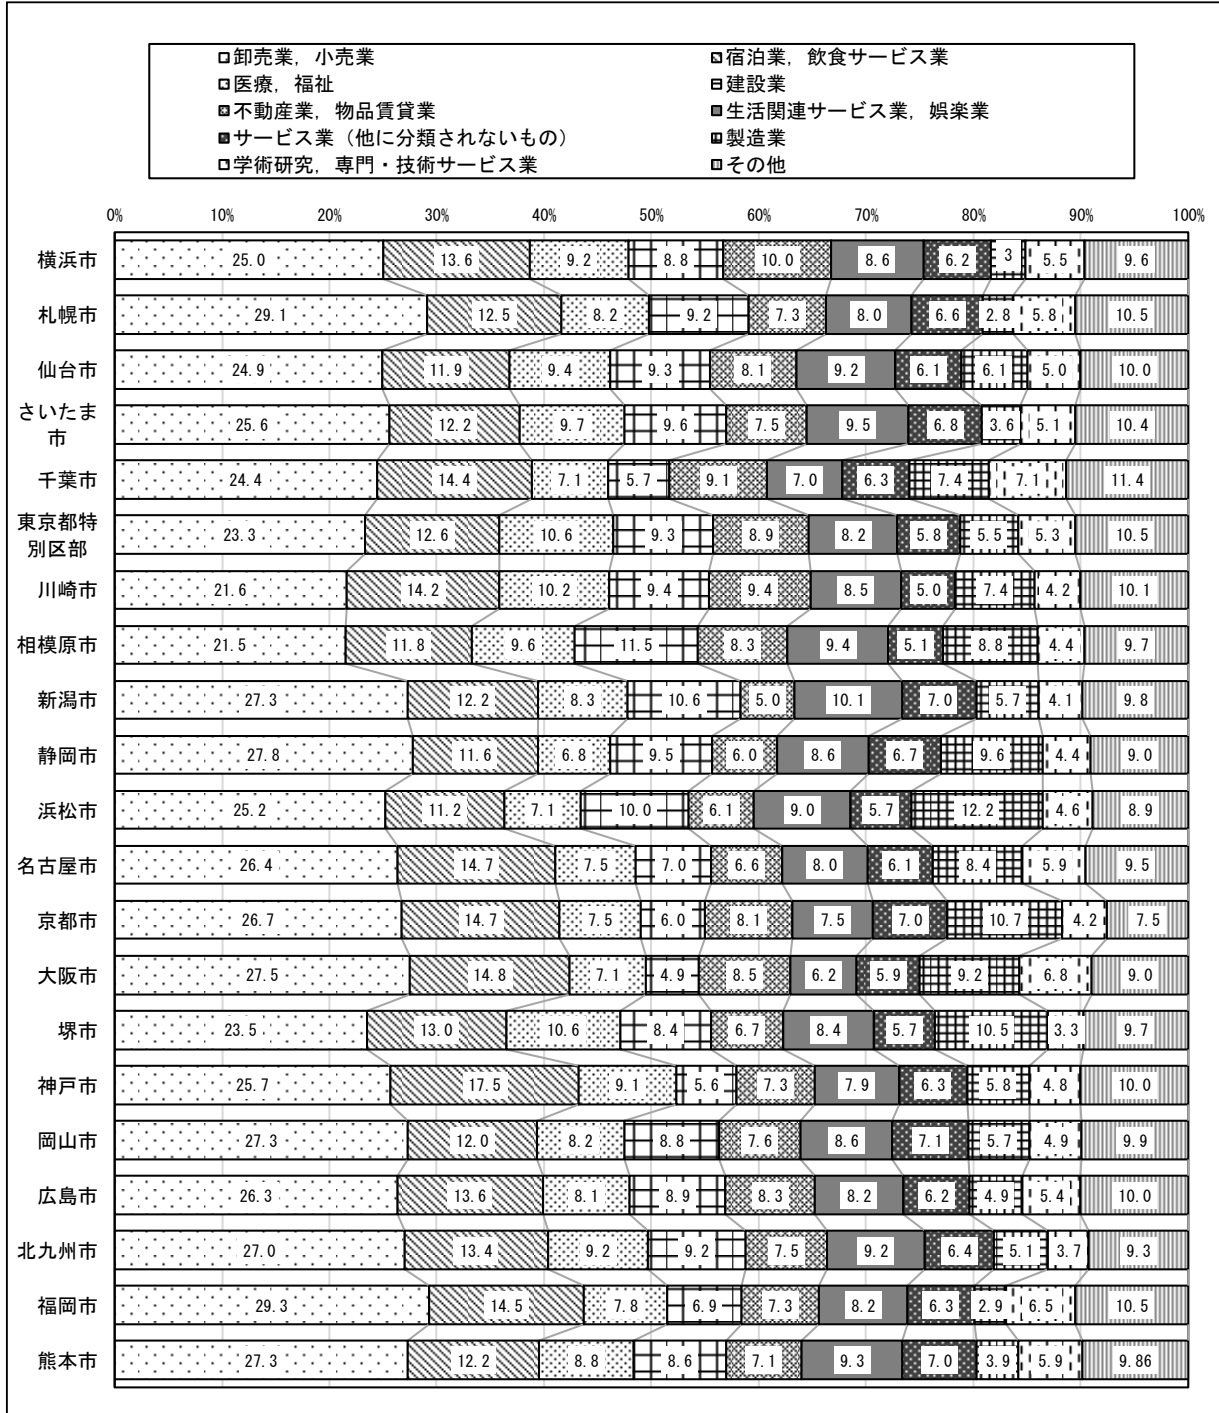 卸売業，小売業 宿泊業，飲食サービス業
医療，福祉 建設業
不動産業，物品賃貸業 生活関連サービス業，娯楽業
サービス業（他に分類されないもの） 製造業
学術研究，専門・技術サービス業 その他
0% 10% 20% 30% 40% 50% 60% 70% 80% 90% 100%
横浜市 25.0 13.6 9.2 8.8 10.0 8.6 6.2 3 5.5 9.6
札幌市 29.1 12.5 8.2 9.2 7.3 8.0 6.6 2.8 5.8 10.5
仙台市 24.9 11.9 9.4 9.3 8.1 9.2 6.1 6.1 5.0 10.0
さいたま
市 25.6 12.2 9.7 9.6 7.5 9.5 6.8 3.6 5.1 10.4
千葉市 24.4 14.4 7.1 5.7 9.1 7.0 6.3 7.4 7.1 11.4
東京都特
別区部 23.3 12.6 10.6 9.3 8.9 8.2 5.8 5.5 5.3 10.5
川崎市 21.6 14.2 10.2 9.4 9.4 8.5 5.0 7.4 4.2 10.1
相模原市 21.5 11.8 9.6 11.5 8.3 9.4 5.1 8.8 4.4 9.7
新潟市 27.3 12.2 8.3 10.6 5.0 10.1 7.0 5.7 4.1 9.8
静岡市 27.8 11.6 6.8 9.5 6.0 8.6 6.7 9.6 4.4 9.0
浜松市 25.2 11.2 7.1 10.0 6.1 9.0 5.7 12.2 4.6 8.9
名古屋市 26.4 14.7 7.5 7.0 6.6 8.0 6.1 8.4 5.9 9.5
京都市 26.7 14.7 7.5 6.0 8.1 7.5 7.0 10.7 4.2 7.5
大阪市 27.5 14.8 7.1 4.9 8.5 6.2 5.9 9.2 6.8 9.0
堺市 23.5 13.0 10.6 8.4 6.7 8.4 5.7 10.5 3.3 9.7
神戸市 25.7 17.5 9.1 5.6 7.3 7.9 6.3 5.8 4.8 10.0
岡山市 27.3 12.0 8.2 8.8 7.6 8.6 7.1 5.7 4.9 9.9
広島市 26.3 13.6 8.1 8.9 8.3 8.2 6.2 4.9 5.4 10.0
北九州市 27.0 13.4 9.2 9.2 7.5 9.2 6.4 5.1 3.7 9.3
福岡市 29.3 14.5 7.8 6.9 7.3 8.2 6.3 2.9 6.5 10.5
熊本市 27.3 12.2 8.8 8.6 7.1 9.3 7.0 3.9 5.9 9.86